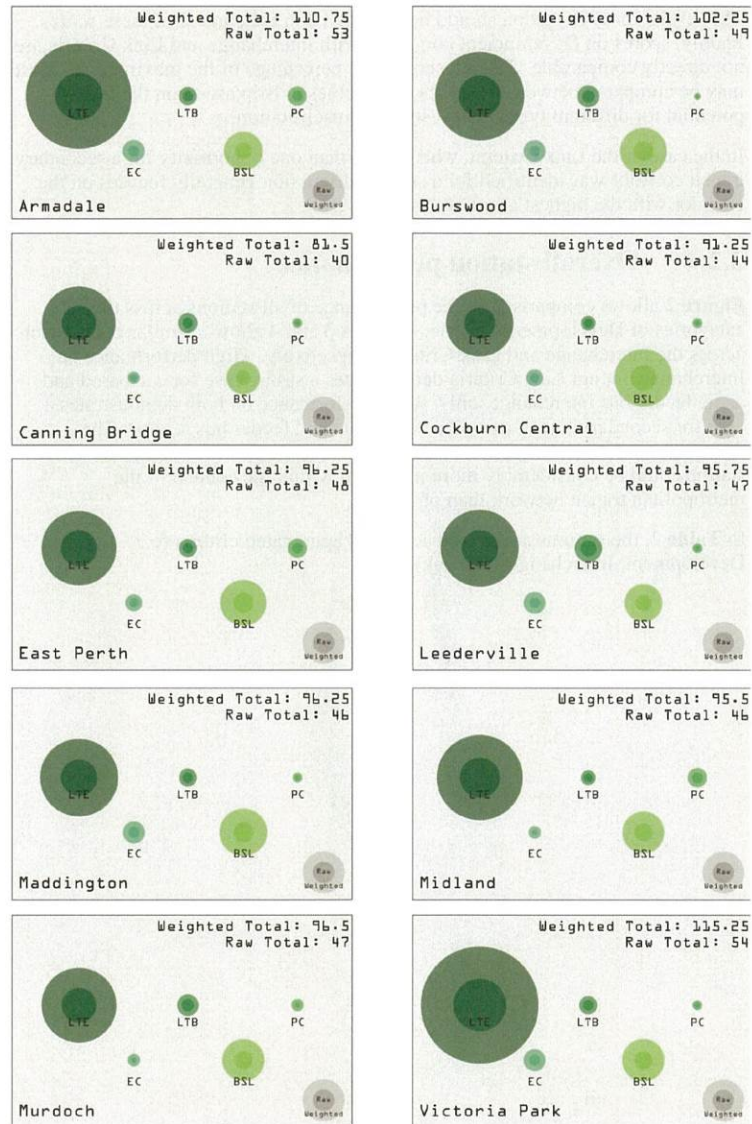 Weighted Total: 110.75
Raw Total: 53
LTE
LTB
PC
EC
BSL
Armadale
Raw
Weighted
Weighted Total: 102.25
Raw Total: 49
LTE
LTB
PC
EC
BSL
Burswood
Raw
Weighted
Weighted Total: 81.5
Raw Total: 40
LTE
LTB
PC
EC
BSL
Canning Bridge
Raw
Weighted
Weighted Total: 91.25
Raw Total: 44
LTE
LTB
PC
EC
BSL
Cockburn Central
Raw
Weighted
Weighted Total: 96.25
Raw Total: 48
LTE
LTB
PC
EC
BSL
East Perth
Raw
Weighted
Weighted Total: 95.75
Raw Total: 47
LTE
LTB
PC
EC
BSL
Leederville
Raw
Weighted
Weighted Total: 96.25
Raw Total: 46
LTE
LTB
PC
EC
BSL
Maddington
Raw
Weighted
Weighted Total: 95.5
Raw Total: 46
LTE
LTB
PC
EC
BSL
Midland
Raw
Weighted
Weighted Total: 96.5
Raw Total: 47
LTE
LTB
PC
EC
BSL
Murdoch
Raw
Weighted
Weighted Total: 115.25
Raw Total: 54
LTE
LTB
PC
EC
BSL
Victoria Park
Raw
Weighted